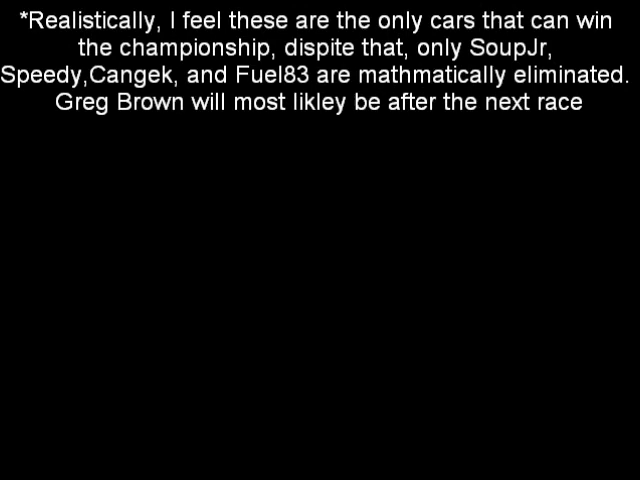 *Realistically, I feel these are the only cars that can win
the championship, dispite that, only SoupJr,
Speedy,Cangek, and Fuel83 are mathmatically eliminated.
Greg Brown will most likley be after the next race